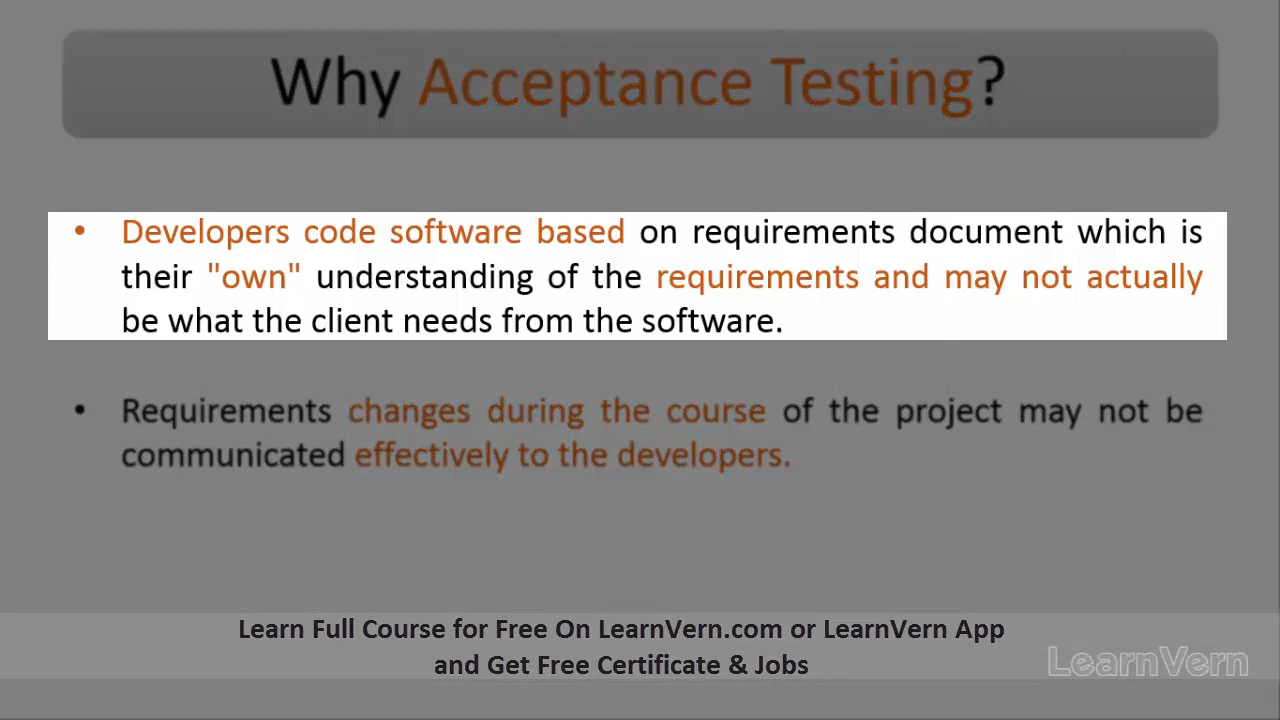 Why Acceptance Testing?
• Developers code software based on requirements document which is
their "own" understanding of the requirements and may not actually
be what the client needs from the software.
• Requirements changes during the course of the project may not be
communicated effectively to the developers.
Learn Full Course for Free On LearnVern.com or LearnVern App
and Get Free Certificate & Jobs
LearnVern